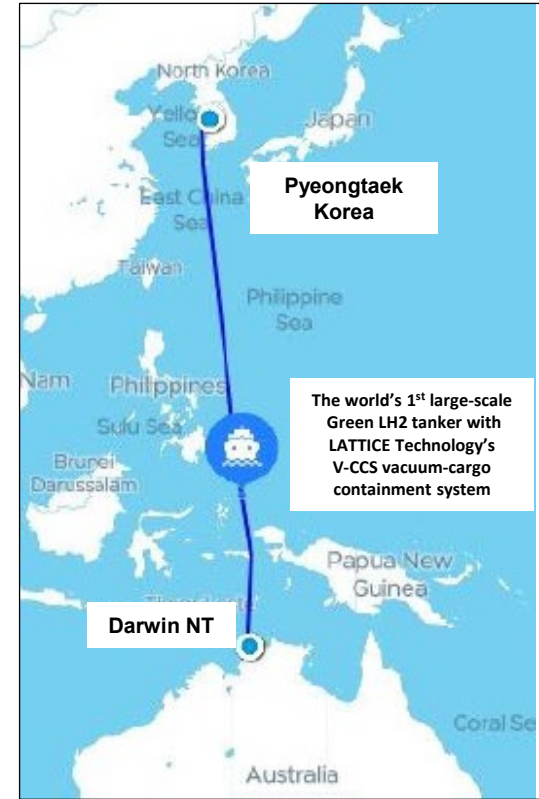 North Korea
Yello
Sea
Japan
Pyeongtaek
Korea
East China
Sea
Taiwan
Philippine
Sea
Nam
Philippines
The world's 1st large-scale
Green LH2 tanker with
LATTICE Technology's
V-CCS vacuum-cargo
containment system
Sulu Sea
Brunei
Darussalam
Papua New
Guinea
Darwin NT
Coral Se
Australia